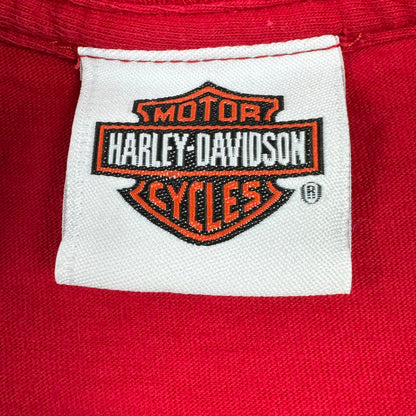 MOTOR
HARLEY-DAVIDSON
CYCLES
®